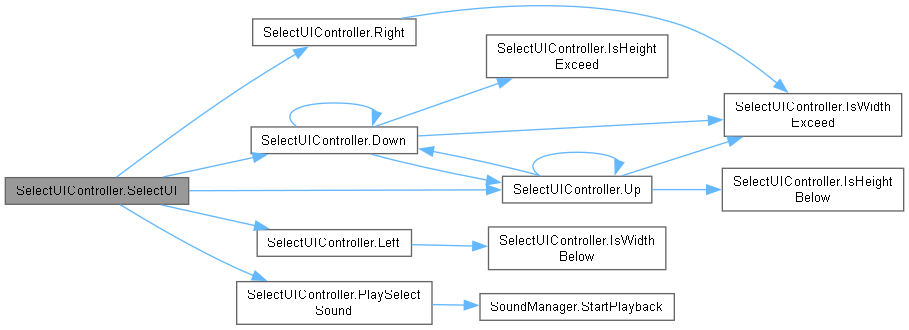 SelectUIController.Right
SelectUIController.IsHeight
Exceed
SelectUIController.IsWidth
Exceed
SelectUIController.Down
SelectUIController.SelectUI
SelectUIController.Up
SelectUIController.IsHeight
Below
SelectUIController.Left
SelectUIController.IsWidth
Below
SelectUIController.PlaySelect
Sound
SoundManager.StartPlayback